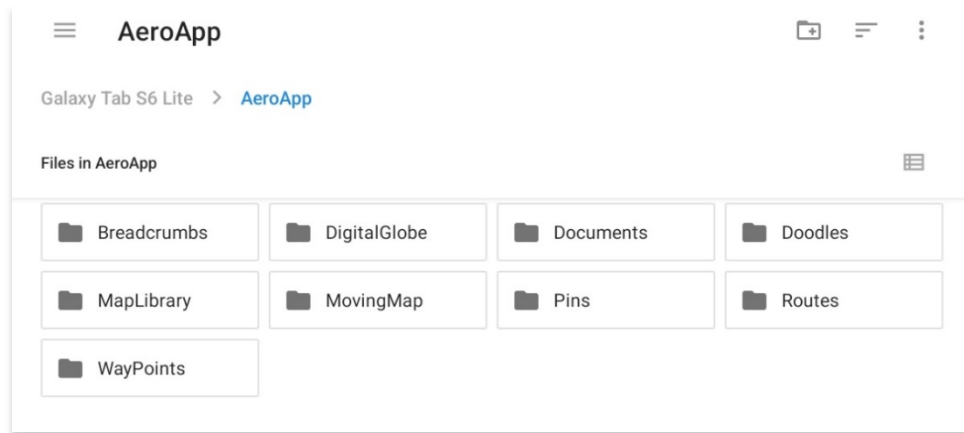 AeroApp
Galaxy Tab S6 Lite > AeroApp
Files in AeroApp
Breadcrumbs DigitalGlobe Documents Doodles
MapLibrary MovingMap Pins Routes
WayPoints